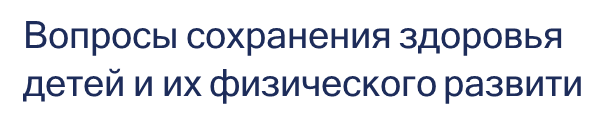 Вопросы сохранения здоровья
детей и их физического развити